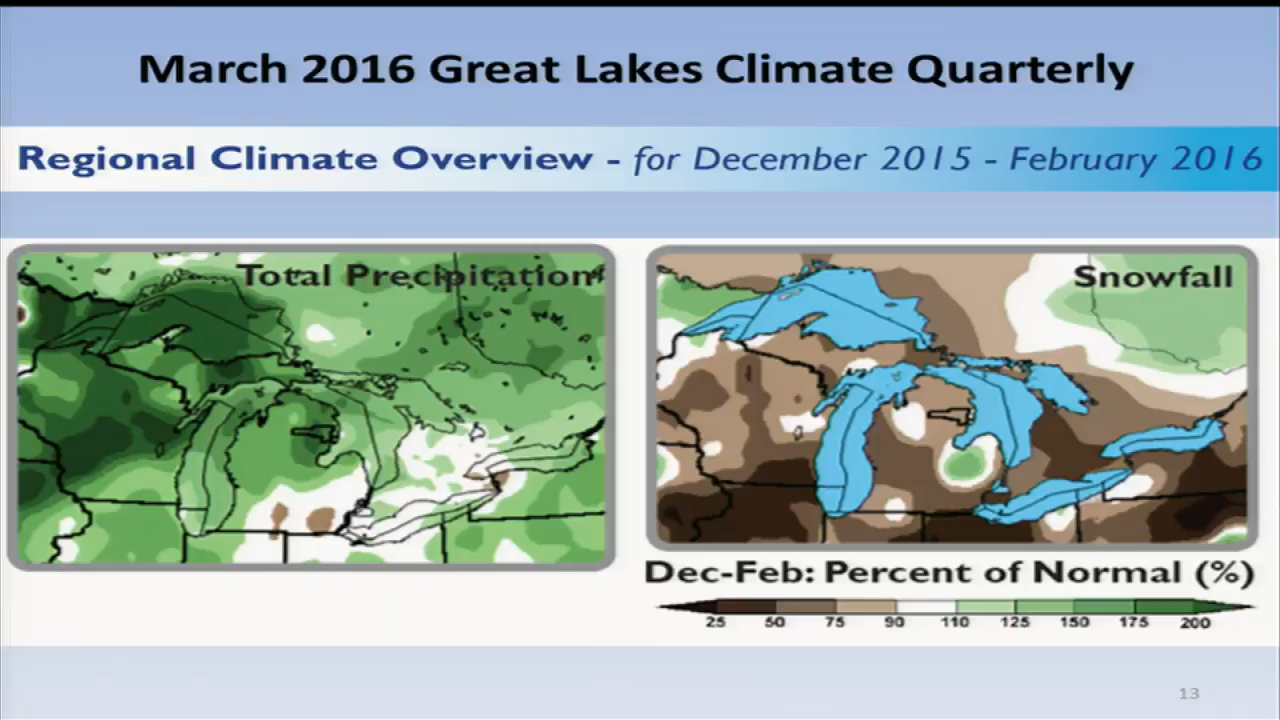 March 2016 Great Lakes Climate Quarterly
Regional Climate Overview - for December 2015 - February 2016
Total Precipitation
Snowfall
Dec-Feb: Percent of Normal (%)
25 50 75 90 110 125 150 175 200
13